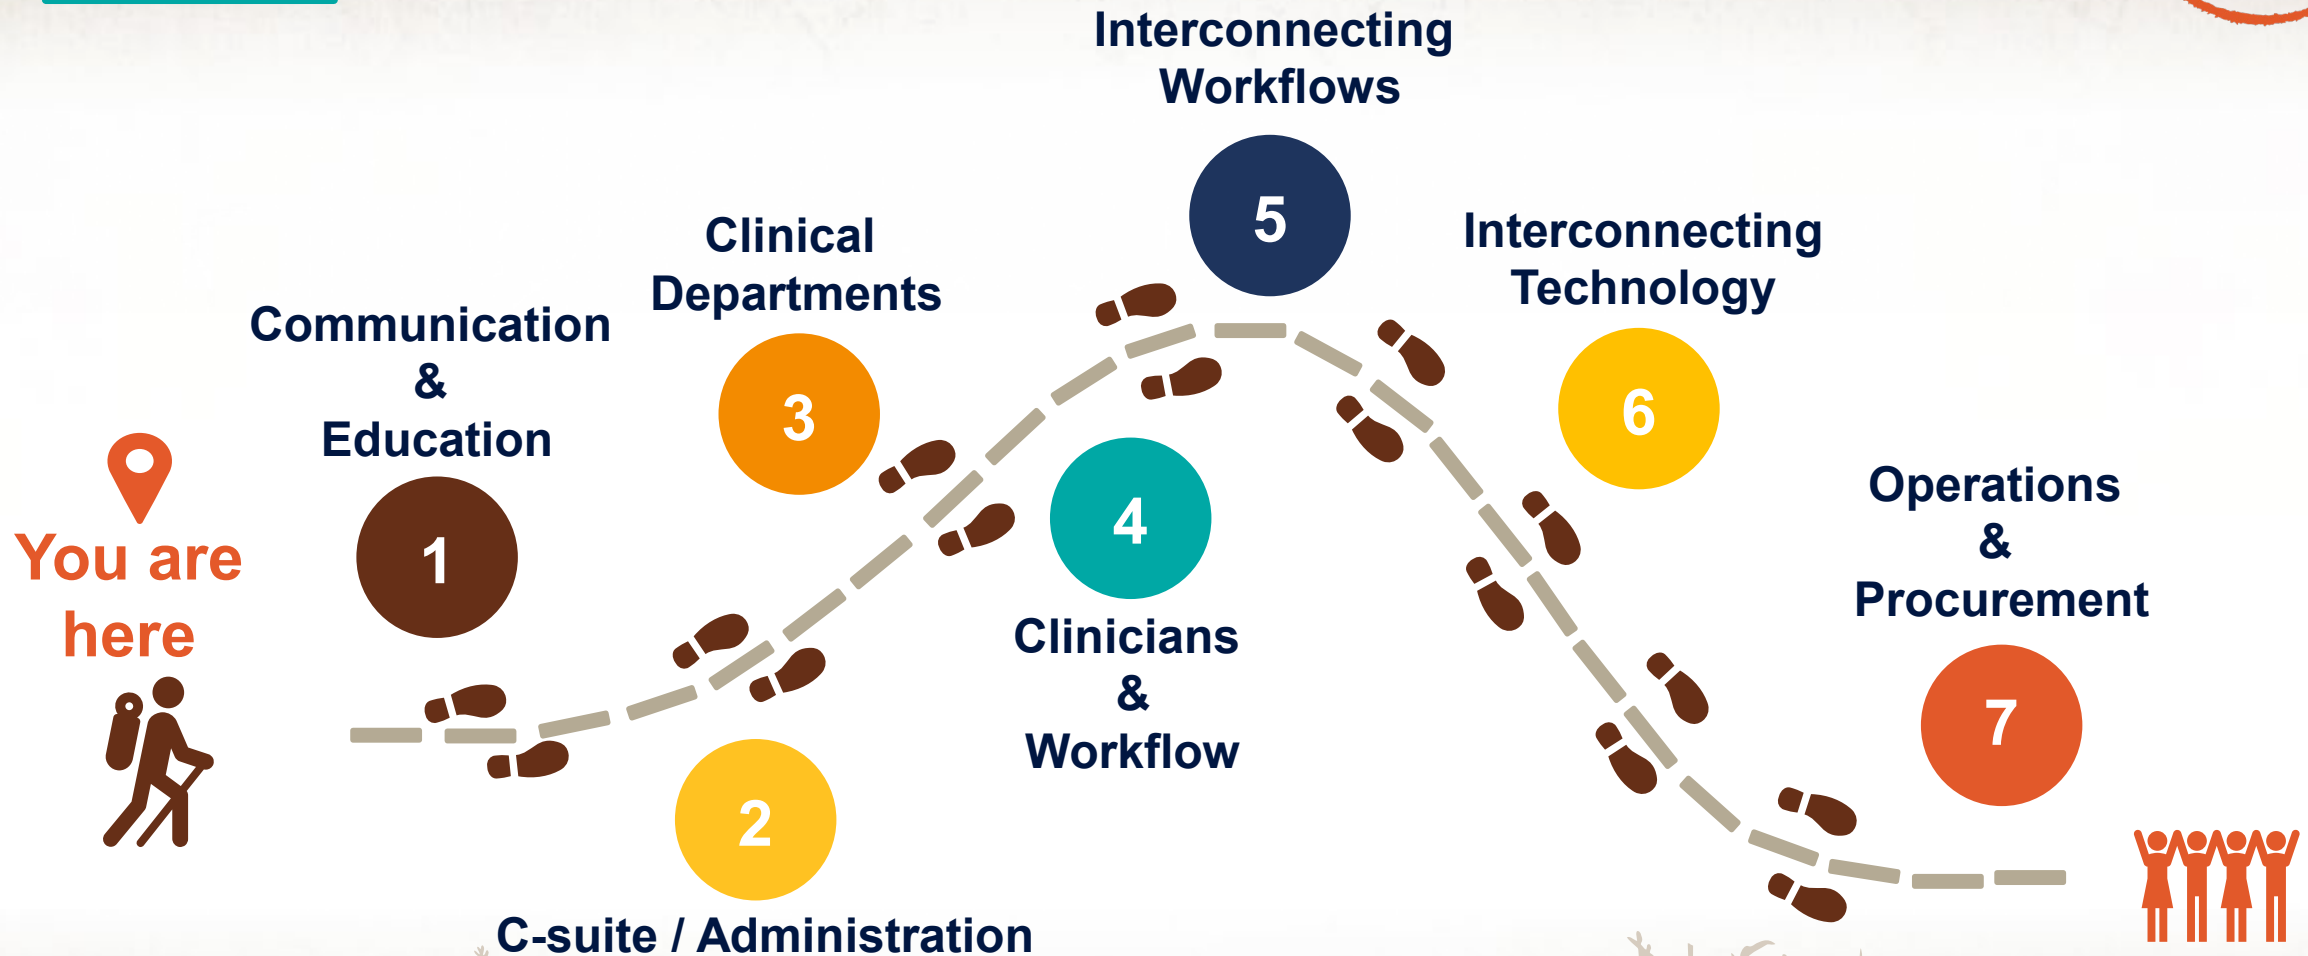 You are
here
Communication
&
Education
1
2
C-suite / Administration
Clinical
Departments
3
4
Clinicians
&
Workflow
Interconnecting
Workflows
5
Interconnecting
Technology
6
Operations
&
Procurement
7